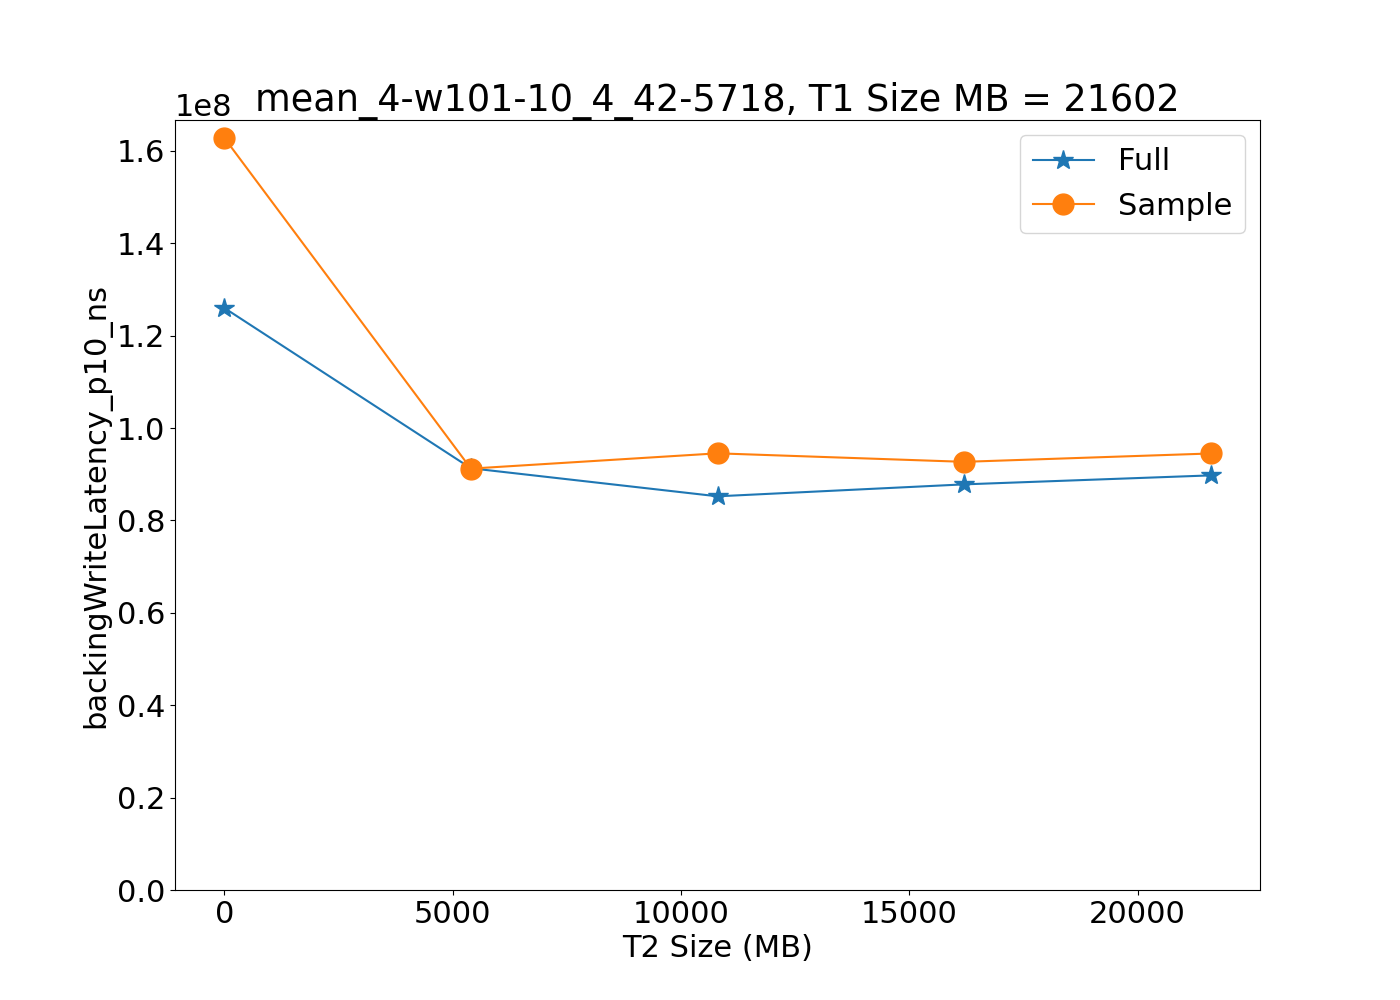 1e8
mean_4-w101-10_4_42-5718, T1 Size MB = 21602
Full
Sample
backingWriteLatency_p10_ns
1.6
1.4
1.2
1.0
0.8
0.6
0.4
0.2
0.0
0 5000 10000 15000 20000
T2 Size (MB)